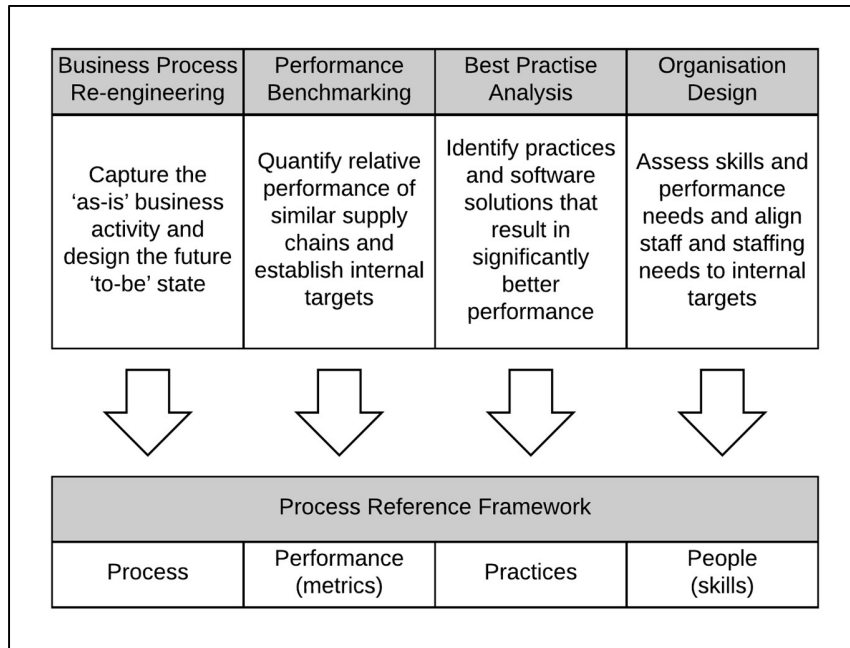 Business Process
Re-engineering
Performance
Benchmarking
Best Practise
Analysis
Organisation
Design
Capture the
‘as-is’ business
activity and
design the future
‘to-be’ state
Quantify relative
performance of
similar supply
chains and
establish internal
targets
Identify practices
and software
solutions that
result in
significantly
better
performance
Assess skills and
performance
needs and align
staff and staffing
needs to internal
targets
Process Reference Framework
Process
Performance
(metrics)
Practices
People
(skills)